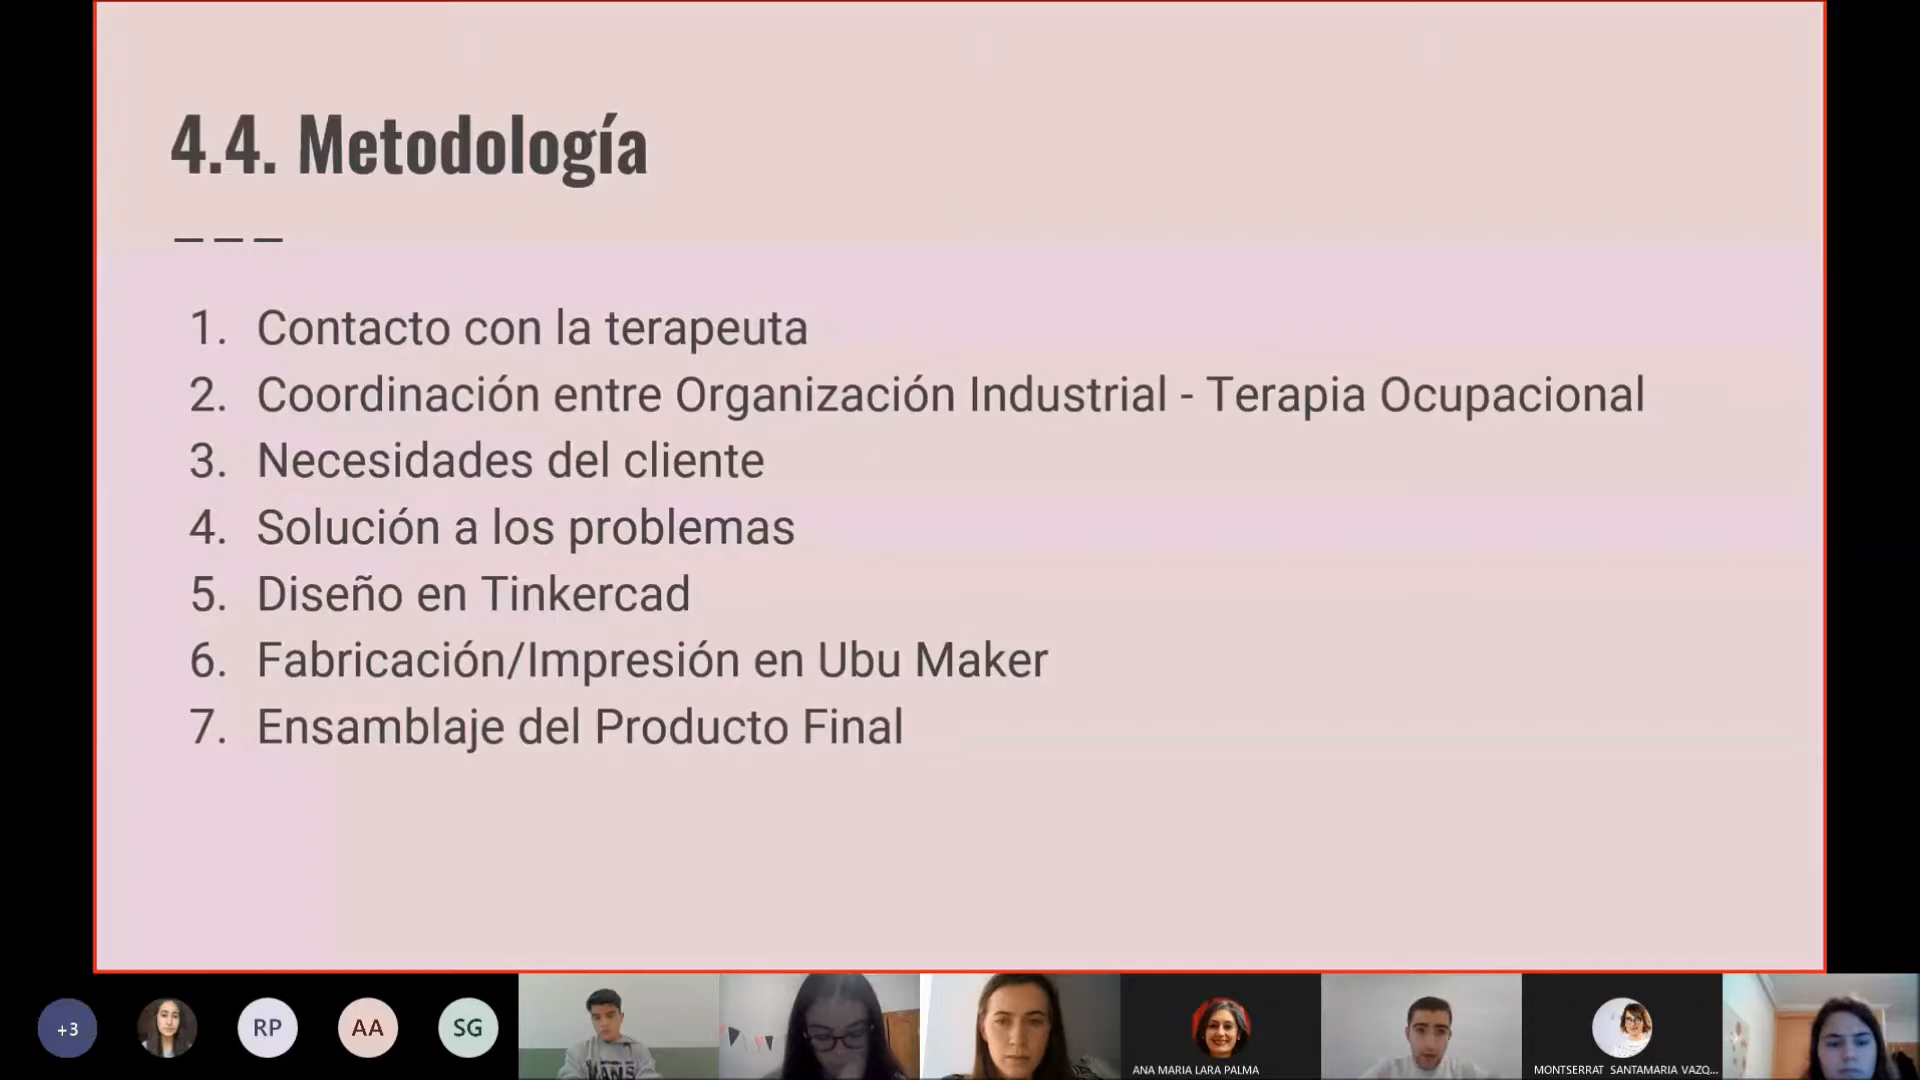 4.4. Metodología
1. Contacto con la terapeuta
2. Coordinación entre Organización Industrial - Terapia Ocupacional
3. Necesidades del cliente
4. Solución a los problemas
5. Diseño en Tinkercad
6. Fabricación/Impresión en Ubu Maker
7. Ensamblaje del Producto Final
+3
RP
AA
SG
VANS
ANA MARIA LARA PALMA
MONTSERRAT SANTAMARIA VAZQ...